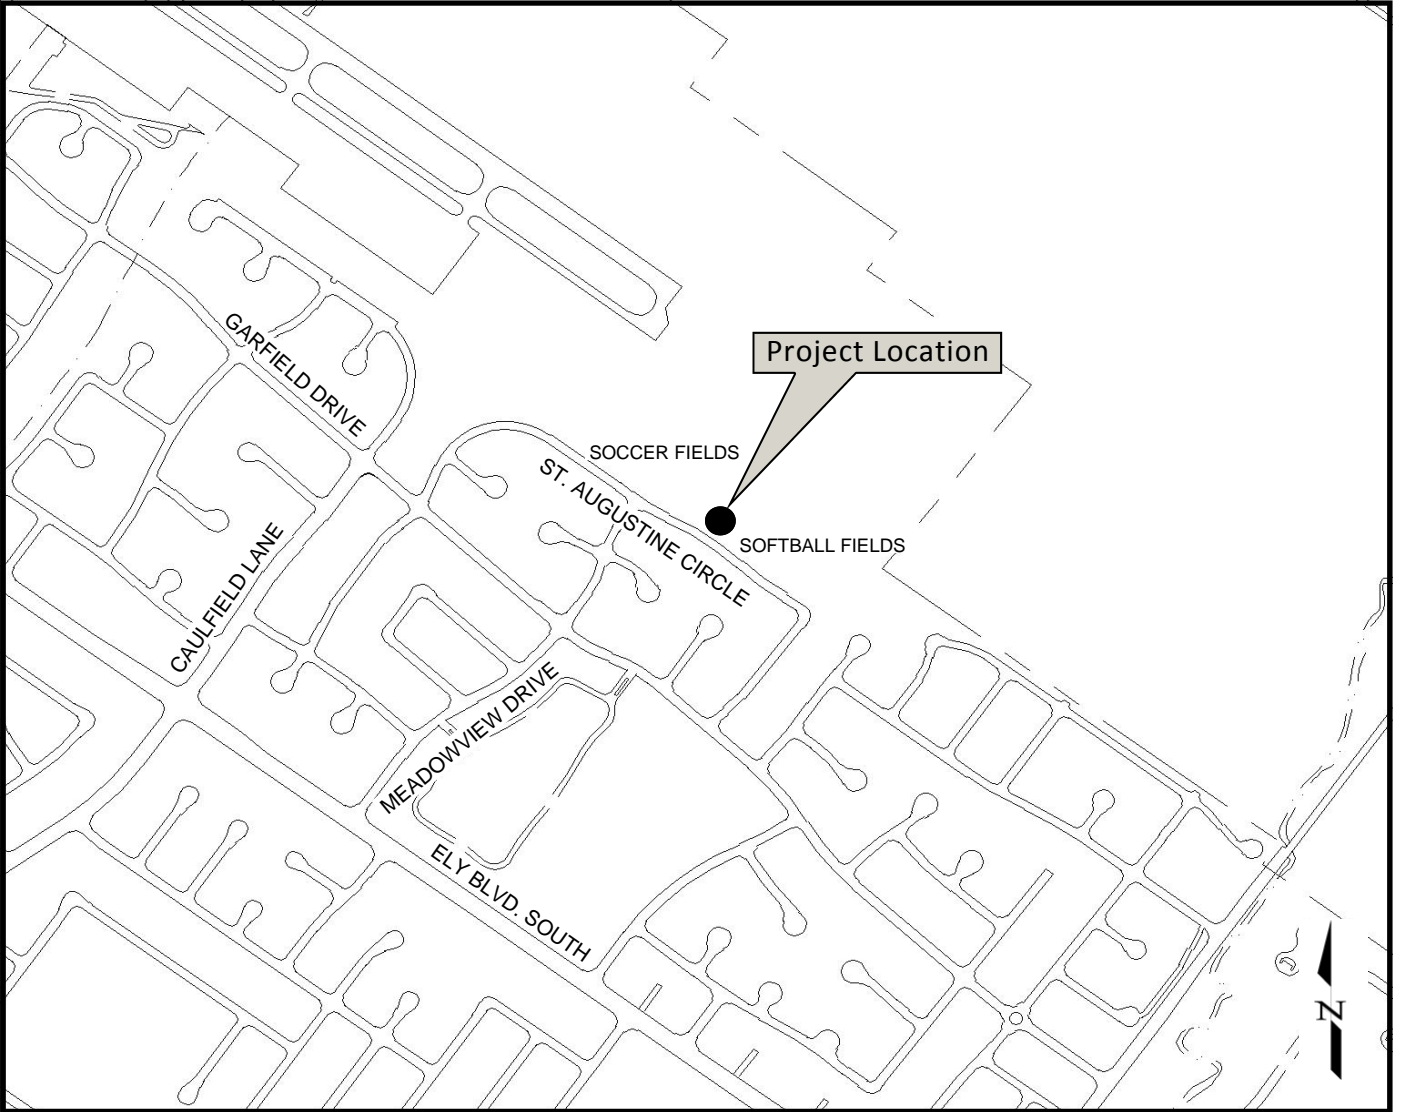 GARFIELD DRIVE
Project Location
SOCCER FIELDS
ST. AUGUSTINE CIRCLE
SOFTBALL FIELDS
CAULFIELD LANE
MEADOWVIEW DRIVE
ELY BLVD. SOUTH
N